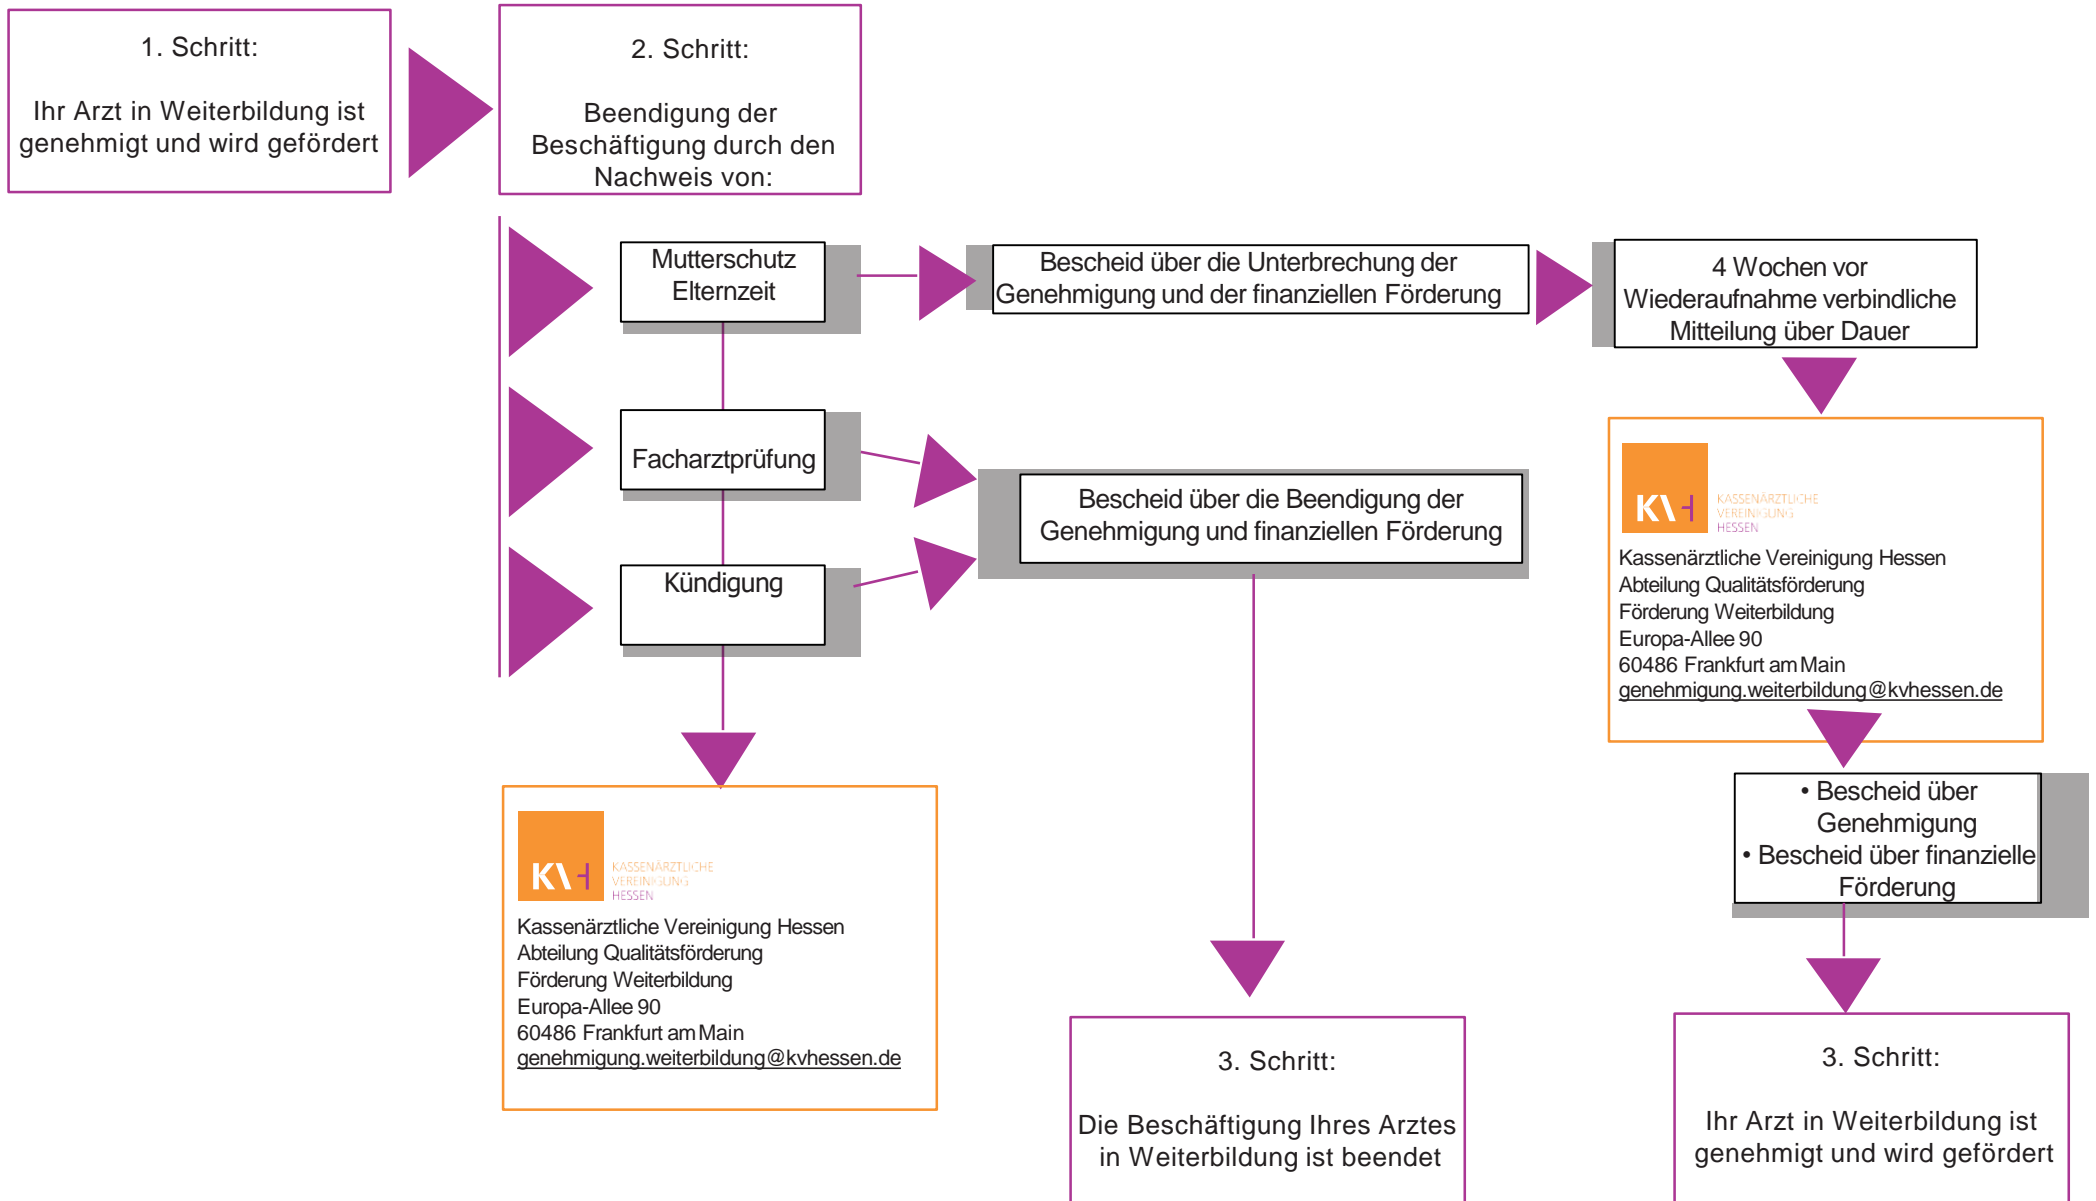 1. Schritt:
Ihr Arzt in Weiterbildung ist
genehmigt und wird gefördert
2. Schritt:
Beendigung der
Beschäftigung durch den
Nachweis von:
Mutterschutz
Elternzeit
Bescheid über die Unterbrechung der
Genehmigung und der finanziellen Förderung
4 Wochen vor
Wiederaufnahme verbindliche
Mitteilung über Dauer
Facharztprüfung
Kündigung
Bescheid über die Beendigung der
Genehmigung und finanziellen Förderung
KVH
KASSENÄRZTLICHE
VEREINIGUNG
HESSEN
Kassenärztliche Vereinigung Hessen
Abteilung Qualitätsförderung
Förderung Weiterbildung
Europa-Allee 90
60486 Frankfurt am Main
genehmigung.weiterbildung@kvhessen.de
• Bescheid über
Genehmigung
• Bescheid über finanzielle
Förderung
KVH
KASSENÄRZTLICHE
VEREINIGUNG
HESSEN
Kassenärztliche Vereinigung Hessen
Abteilung Qualitätsförderung
Förderung Weiterbildung
Europa-Allee 90
60486 Frankfurt am Main
genehmigung.weiterbildung@kvhessen.de
3. Schritt:
Die Beschäftigung Ihres Arztes
in Weiterbildung ist beendet
3. Schritt:
Ihr Arzt in Weiterbildung ist
genehmigt und wird gefördert